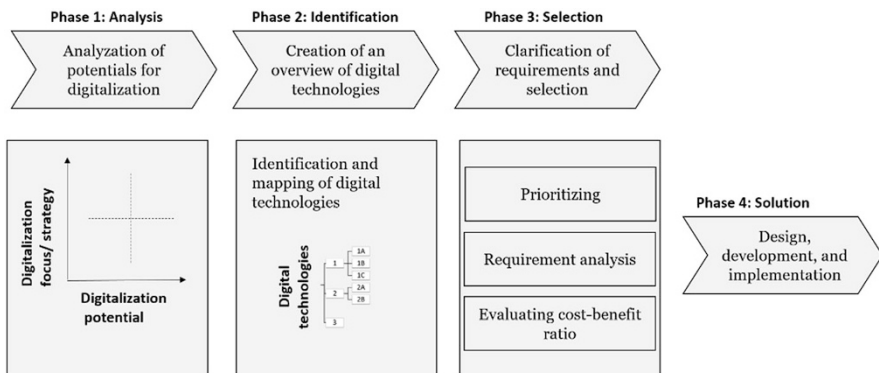 Phase 1: Analysis
Analyzation of
potentials for
digitalization
Phase 2: Identification
Creation of an
overview of digital
technologies
Phase 3: Selection
Clarification of
requirements and
selection
Digitalization
focus/ strategy
Digitalization
potential
Identification and
mapping of digital
technologies
Digital
technologies
1
1A
1B
1C
2
2A
2B
3
Prioritizing
Requirement analysis
Evaluating cost-benefit
ratio
Phase 4: Solution
Design,
development, and
implementation